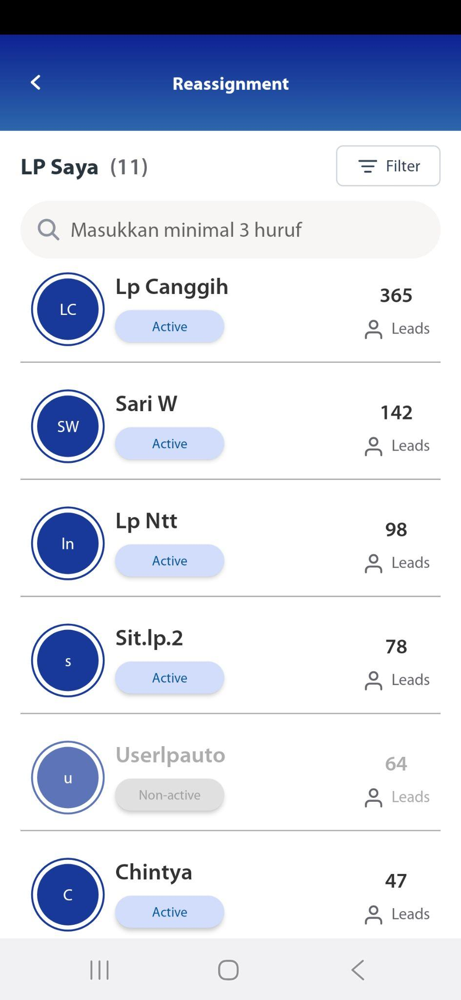 Reassignment
LP Saya (11)
Filter
Masukkan minimal 3 huruf
LC
Lp Canggih
Active
365
Leads
SW
Sari W
Active
142
Leads
ln
Lp Ntt
Active
98
Leads
s
Sit.lp.2
Active
78
Leads
u
Userlpauto
Non-active
64
Leads
C
Chintya
Active
47
Leads